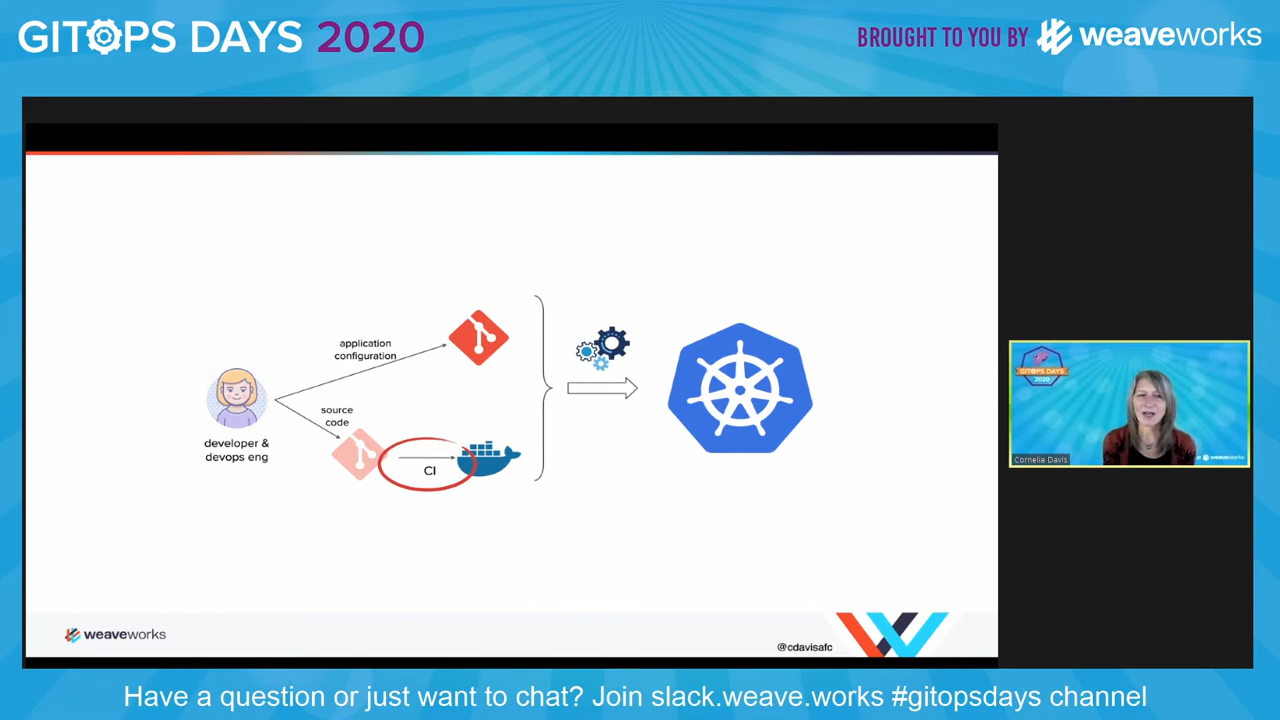 GITOPS DAYS 2020
BROUGHT TO YOU BY weaveworks
application
configuration
source
code
developer &
devops eng
CI
GITOPS DAYS
2020
Cornelia Davis
weaveworks
weaveworks
@cdavisafc
Have a question or just want to chat? Join slack.weave.works #gitopsdays channel